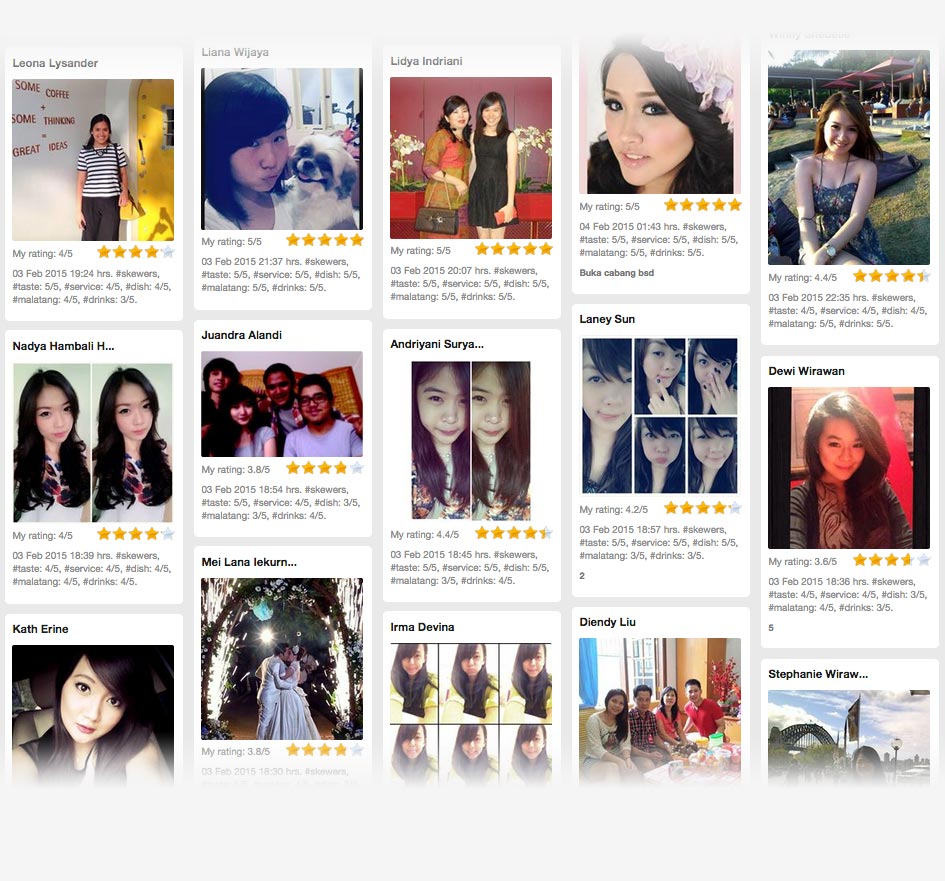 Leona Lysander
SOME COFFEE
+
SOME THINKING
=
GREAT IDEAS
My rating: 4/5
03 Feb 2015 19:24 hrs. #skewers,
#taste: 4/5, #service: 4/5, #dish: 4/5,
#malatang: 4/5, #drinks: 3/5.
Nadya Hambali H...
My rating: 4/5
03 Feb 2015 18:39 hrs. #skewers,
#taste: 4/5, #service: 4/5, #dish: 4/5,
#malatang: 4/5, #drinks: 4/5.
Kath Erine
Liana Wijaya
My rating: 5/5
03 Feb 2015 21:37 hrs. #skewers,
#taste: 5/5, #service: 5/5, #dish: 5/5,
#malatang: 5/5, #drinks: 5/5.
Juandra Alandi
My rating: 3.8/5
03 Feb 2015 18:54 hrs. #skewers,
#taste: 5/5, #service: 4/5, #dish: 3/5,
#malatang: 3/5, #drinks: 4/5.
Mei Lana Iekurn...
My rating: 3.8/5
03 Feb 2015 18:30 hrs. #skewers,
Lidya Indriani
My rating: 5/5
03 Feb 2015 20:07 hrs. #skewers,
#taste: 5/5, #service: 5/5, #dish: 5/5,
#malatang: 5/5, #drinks: 5/5.
Andriyani Surya...
My rating: 4.4/5
03 Feb 2015 18:45 hrs. #skewers,
#taste: 5/5, #service: 5/5, #dish: 5/5,
#malatang: 3/5, #drinks: 4/5.
Irma Devina
My rating: 5/5
04 Feb 2015 01:43 hrs. #skewers,
#taste: 5/5, #service: 5/5, #dish: 5/5,
#malatang: 5/5, #drinks: 5/5.
Buka cabang bsd
Laney Sun
My rating: 4.2/5
03 Feb 2015 18:57 hrs. #skewers,
#taste: 5/5, #service: 5/5, #dish: 5/5,
#malatang: 3/5, #drinks: 3/5.
2
Diendy Liu
My rating: 4.4/5
03 Feb 2015 22:35 hrs. #skewers,
#taste: 4/5, #service: 4/5, #dish: 4/5,
#malatang: 5/5, #drinks: 5/5.
Dewi Wirawan
My rating: 3.6/5
03 Feb 2015 18:36 hrs. #skewers,
#taste: 4/5, #service: 4/5, #dish: 3/5,
#malatang: 4/5, #drinks: 3/5.
5
Stephanie Wiraw...